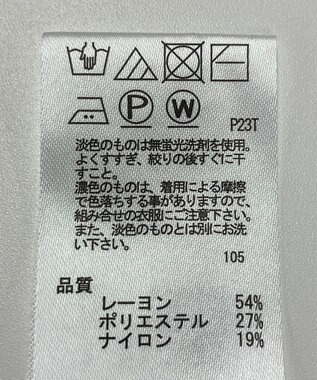 P W P23T
淡色のものは無蛍光洗剤を使用。
よくすすぎ、絞りの後すぐに干
すこと。
濃色のものは、着用による摩擦
で色落ちする事がありますので、
組み合せの衣服にご注意下さい。
また、淡色のものとは別にお洗
い下さい。
105
品質
レーヨン 54%
ポリエステル 27%
ナイロン 19%